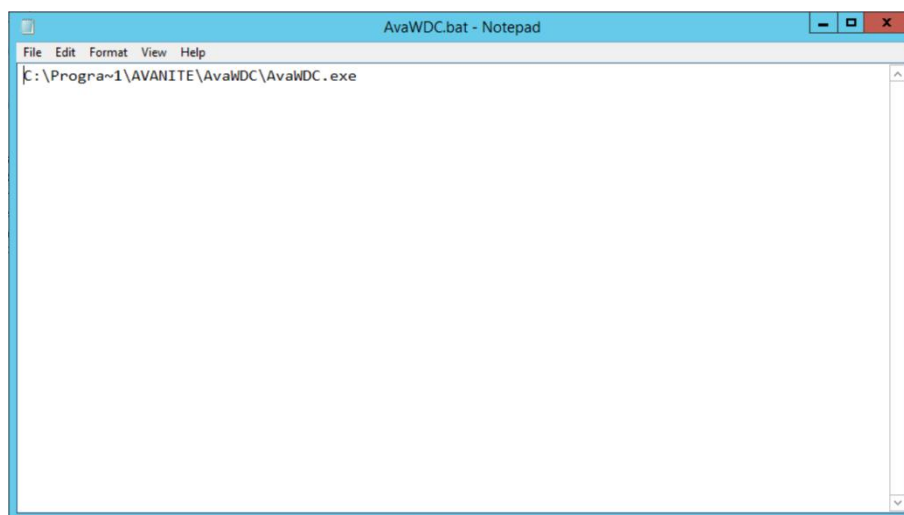 AvaWDC.bat - Notepad
File Edit Format View Help
C:\Progra~1\AVANITE\AvaWDC\AvaWDC.exe